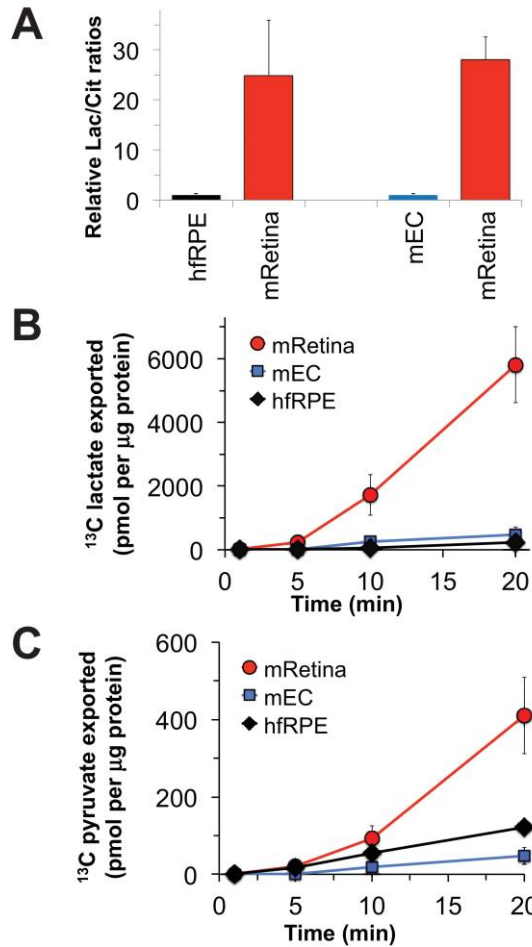 A
Relative Lac/Cit ratios
30
20
10
0
hfRPE
mRetina
mEC
mRetina
B
¹³C lactate exported
(pmol per μg protein)
6000
4000
2000
0
mRetina
mEC
hfRPE
0
5
10
15
20
Time (min)
C
¹³C pyruvate exported
(pmol per μg protein)
600
400
200
0
mRetina
mEC
hfRPE
0
5
10
15
20
Time (min)